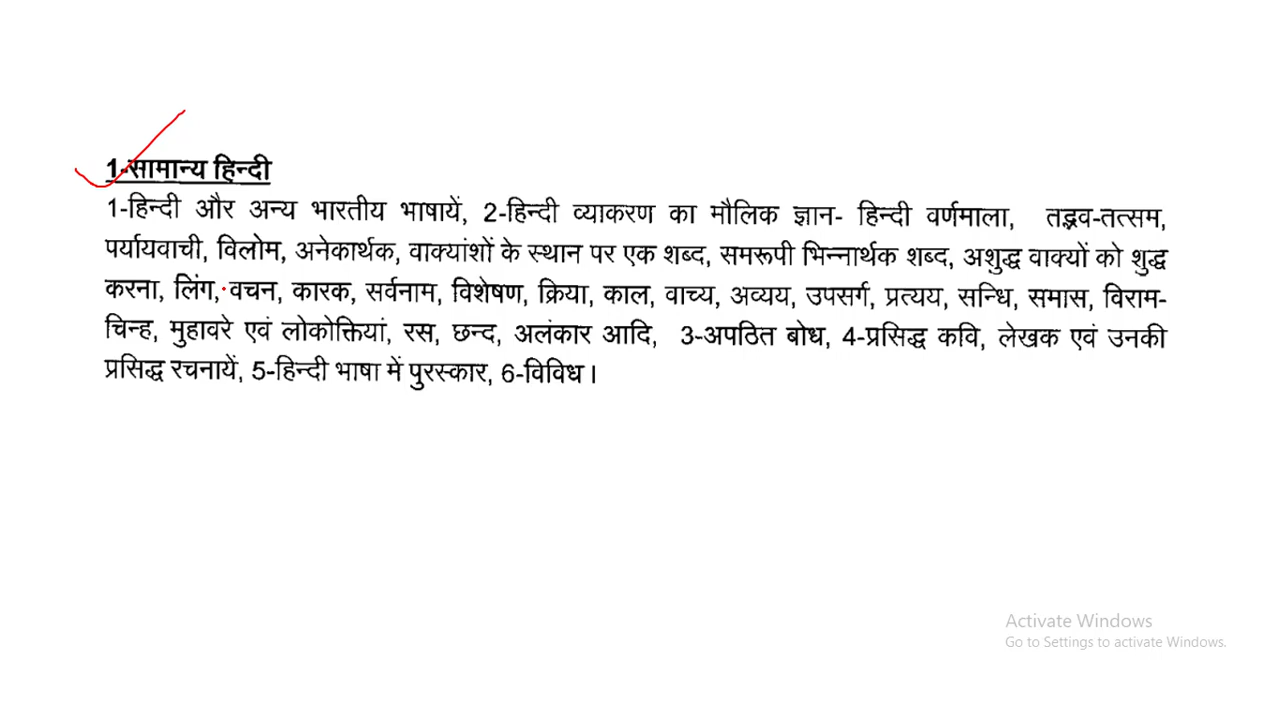 1-सामान्य हिन्दी
1-हिन्दी और अन्य भारतीय भाषायें, 2-हिन्दी व्याकरण का मौलिक ज्ञान- हिन्दी वर्णमाला, तद्भव-तत्सम,
पर्यायवाची, विलोम, अनेकार्थक, वाक्यांशों के स्थान पर एक शब्द, समरूपी भिन्नार्थक शब्द, अशुद्ध वाक्यों को शुद्ध
करना, लिंग, वचन, कारक, सर्वनाम, विशेषण, क्रिया, काल, वाच्य, अव्यय, उपसर्ग, प्रत्यय, सन्धि, समास, विराम-
चिन्ह, मुहावरे एवं लोकोक्तियां, रस, छन्द, अलंकार आदि, 3-अपठित बोध, 4-प्रसिद्ध कवि, लेखक एवं उनकी
प्रसिद्ध रचनायें, 5-हिन्दी भाषा में पुरस्कार, 6-विविध।
Activate Windows
Go to Settings to activate Windows.